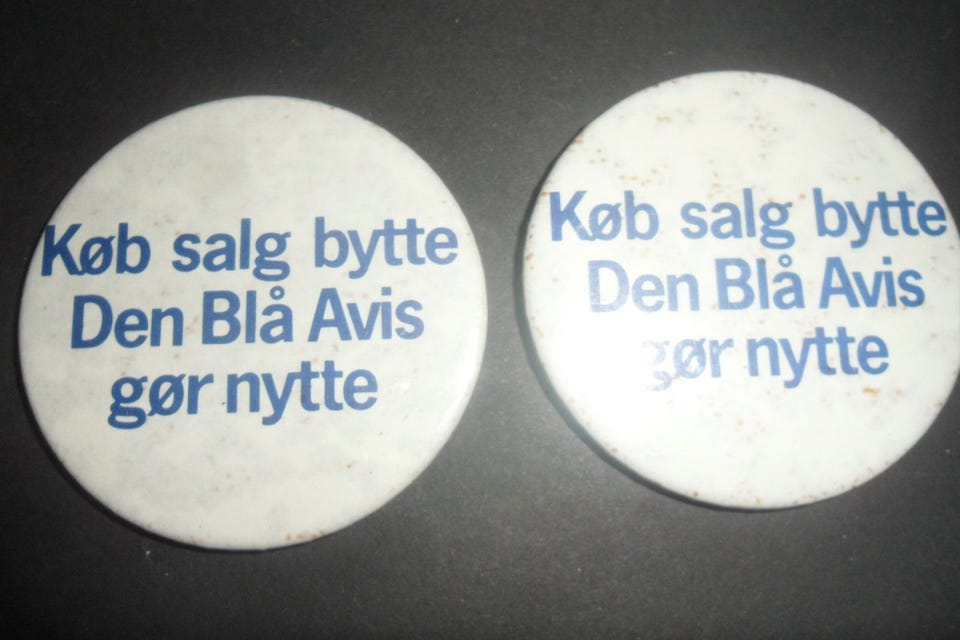 Køb salg bytte
Den Blå Avis
gør nytte
Køb salg bytte
Den Blå Avis
gør nytte